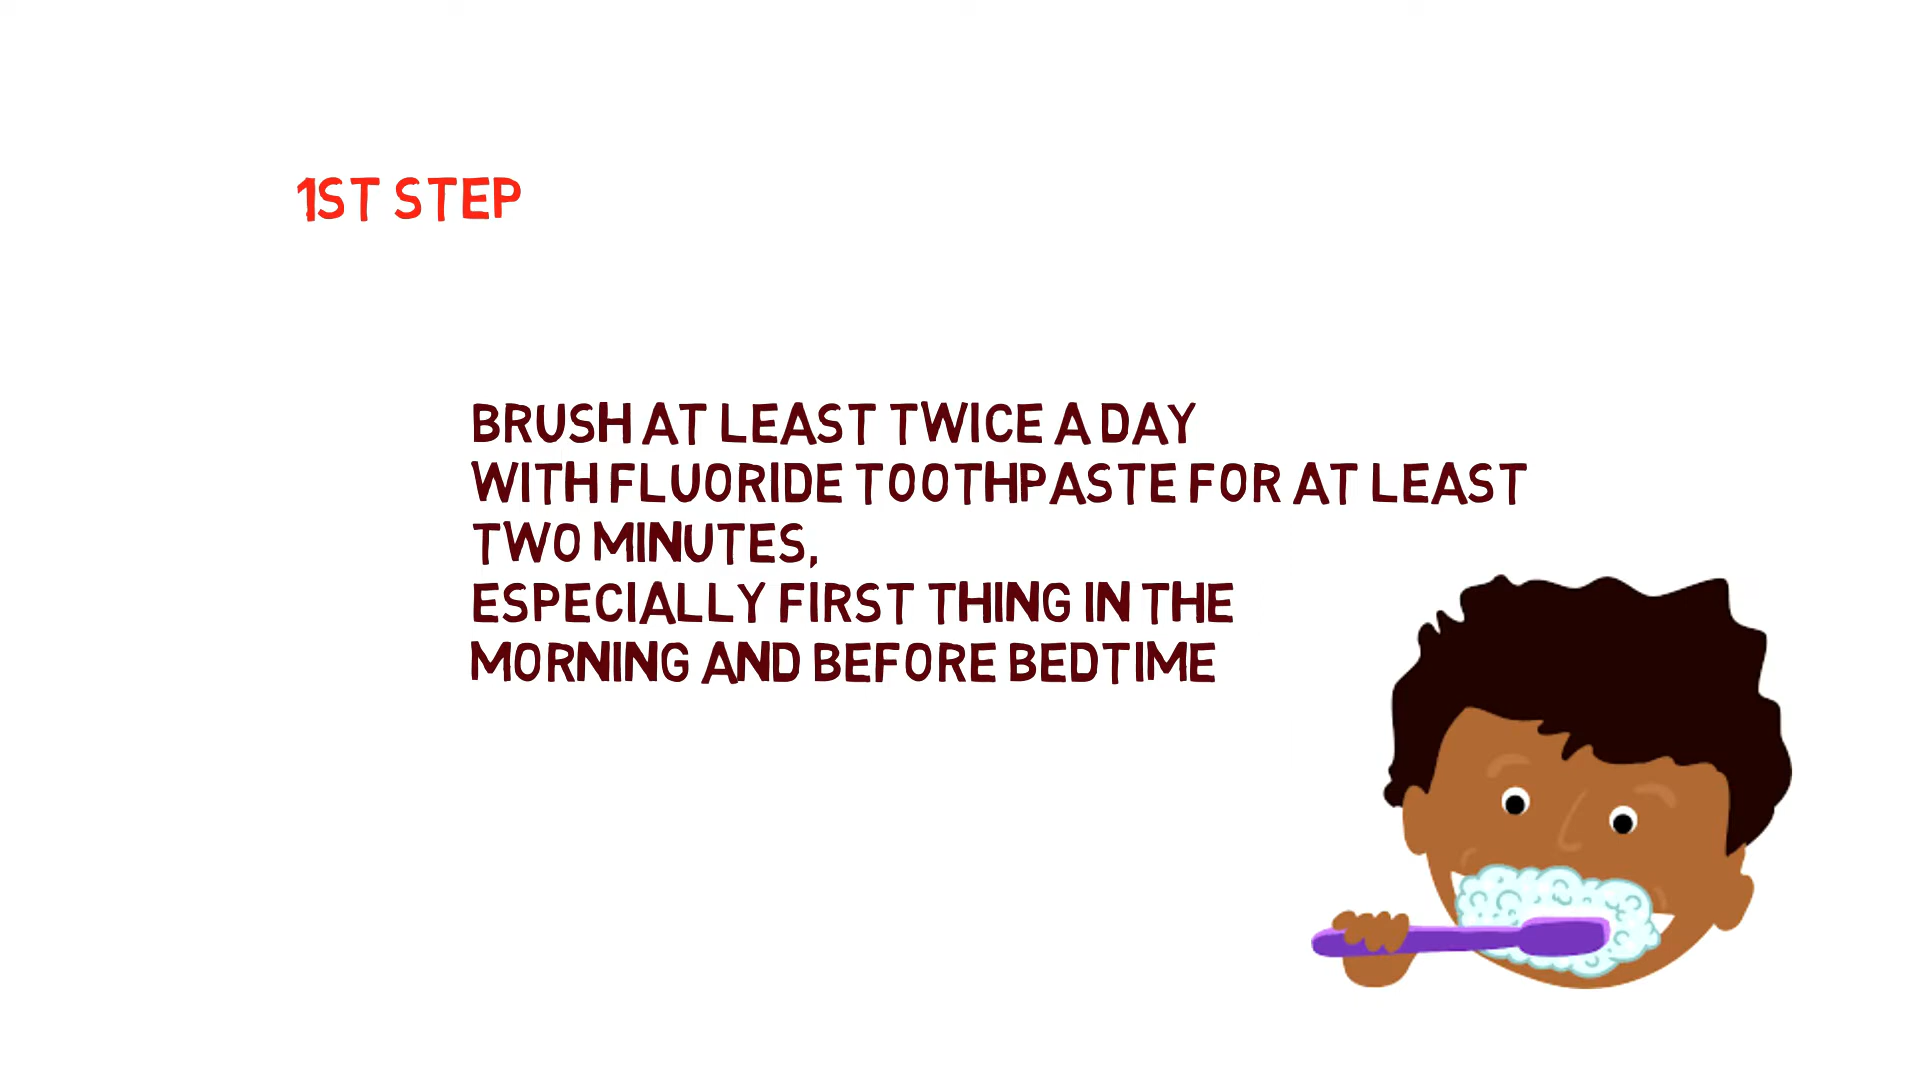 1ST STEP
BRUSH AT LEAST TWICE A DAY
WITH FLUORIDE TOOTHPASTE FOR AT LEAST
TWO MINUTES,
ESPECIALLY FIRST THING IN THE
MORNING AND BEFORE BEDTIME